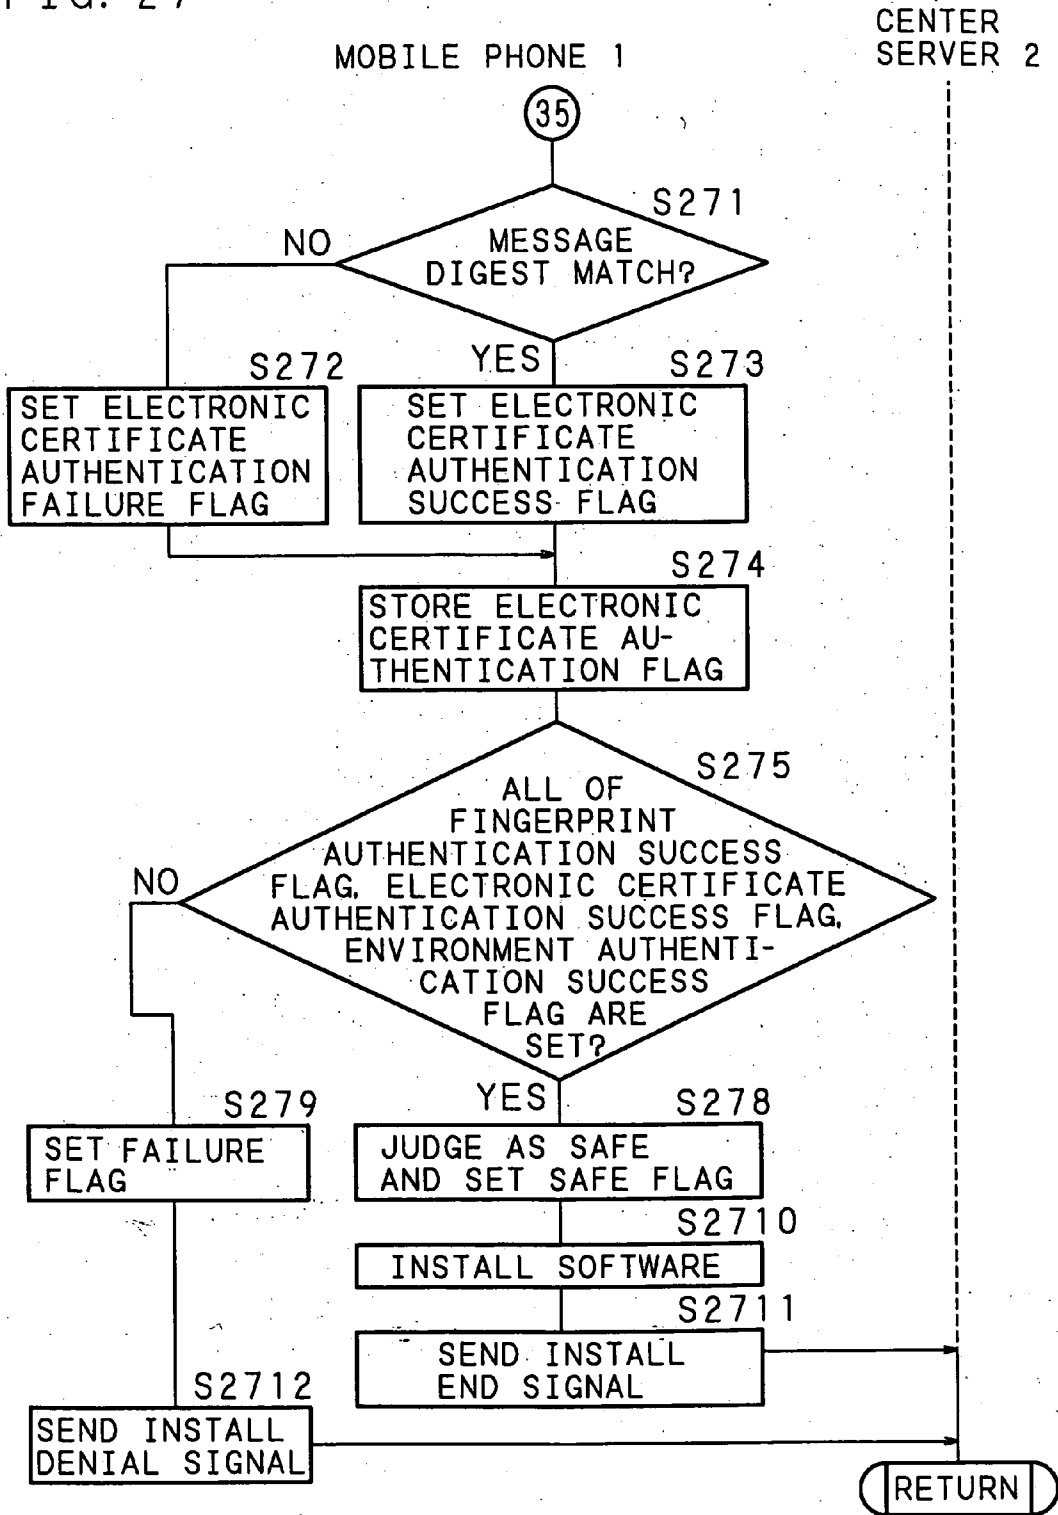 FIG. 27
CENTER
SERVER 2
MOBILE PHONE 1
35
S271
MESSAGE
DIGEST MATCH?
NO
YES
S272
SET ELECTRONIC
CERTIFICATE
AUTHENTICATION
FAILURE FLAG
S273
SET ELECTRONIC
CERTIFICATE
AUTHENTICATION
SUCCESS FLAG
S274
STORE ELECTRONIC
CERTIFICATE AU-
THENTICATION FLAG
S275
ALL OF
FINGERPRINT
AUTHENTICATION SUCCESS
FLAG, ELECTRONIC CERTIFICATE
AUTHENTICATION SUCCESS FLAG,
ENVIRONMENT AUTHENTI-
CATION SUCCESS
FLAG ARE
SET?
NO
YES
S279
SET FAILURE
FLAG
S278
JUDGE AS SAFE
AND SET SAFE FLAG
S2710
INSTALL SOFTWARE
S2711
SEND INSTALL
END SIGNAL
S2712
SEND INSTALL
DENIAL SIGNAL
RETURN